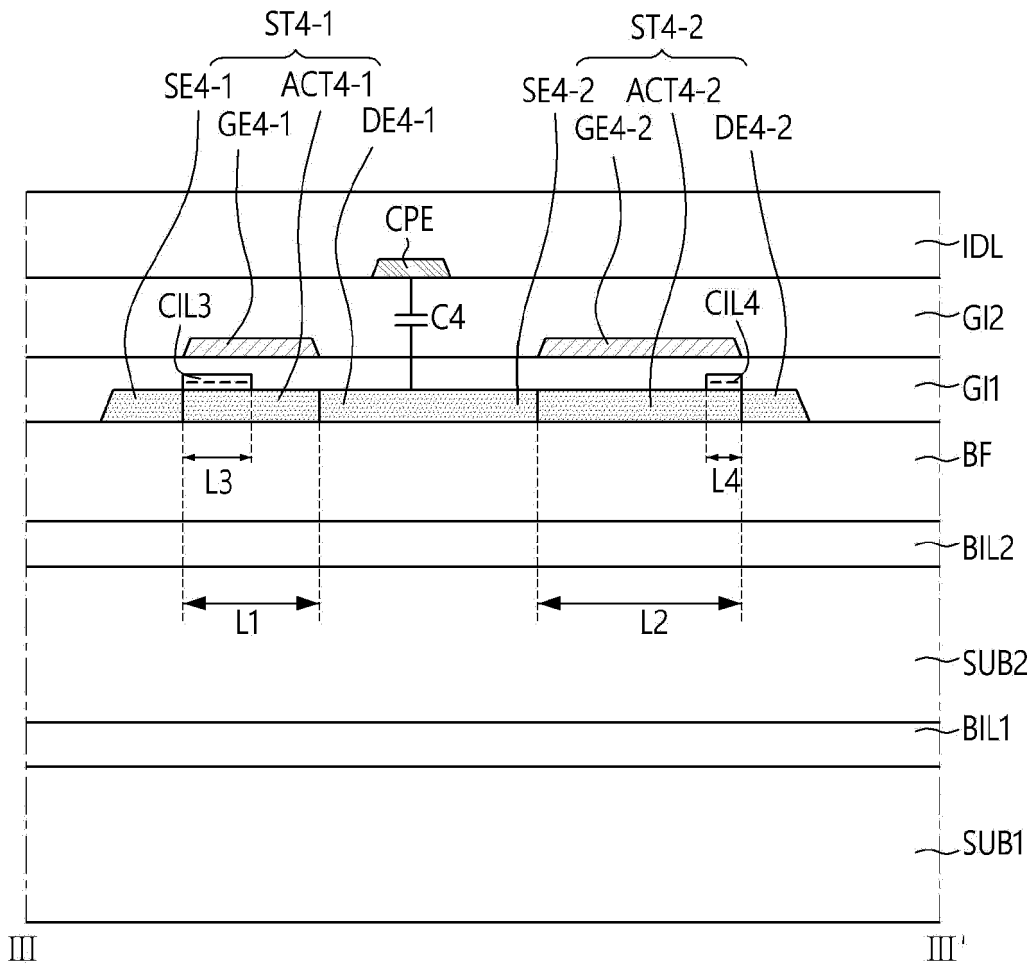 ST4-1 ST4-2
SE4-1 ACT4-1 SE4-2 ACT4-2
GE4-1 DE4-1 GE4-2 DE4-2
CPE
IDL
CIL3 C4 CIL4
GI2
GI1
L3 L4 BF
BIL2
L1 L2
SUB2
BIL1
SUB1
III III'